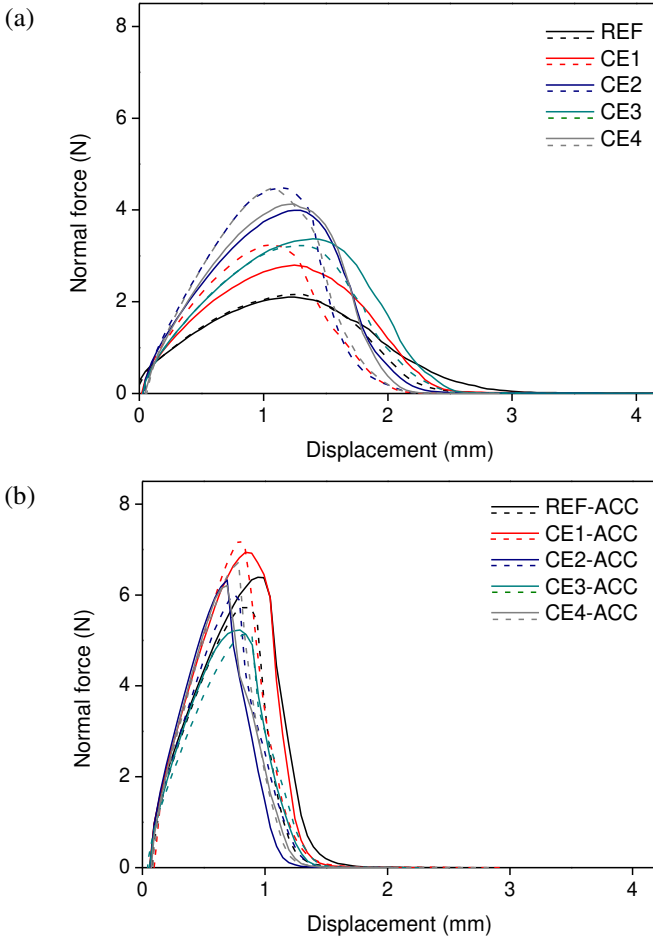 (a)
8
6
4
2
0
Normal force (N)
REF
CE1
CE2
CE3
CE4
0 1 2 3 4
Displacement (mm)
(b)
8
6
4
2
0
Normal force (N)
REF-ACC
CE1-ACC
CE2-ACC
CE3-ACC
CE4-ACC
0 1 2 3 4
Displacement (mm)